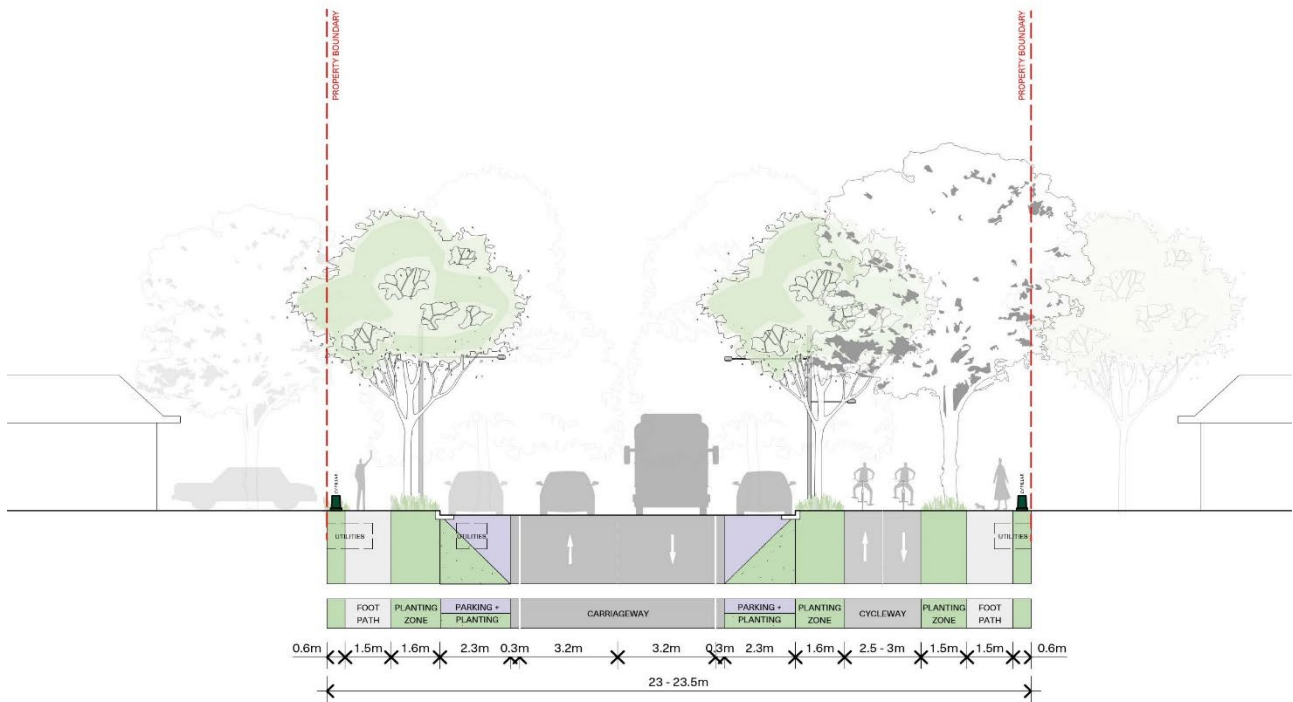 PROPERTY BOUNDARY
PROPERTY BOUNDARY
UTILITIES
UTILITIES
UTILITIES
FOOT
PATH
PLANTING
ZONE
PARKING +
PLANTING
CARRIAGEWAY
PARKING +
PLANTING
PLANTING
ZONE
CYCLEWAY
PLANTING
ZONE
FOOT
PATH
0.6m 1.5m 1.6m 2.3m 0.3m 3.2m 3.2m 0.3m 2.3m 1.6m 2.5 - 3m 1.5m 1.5m 0.6m
23 - 23.5m